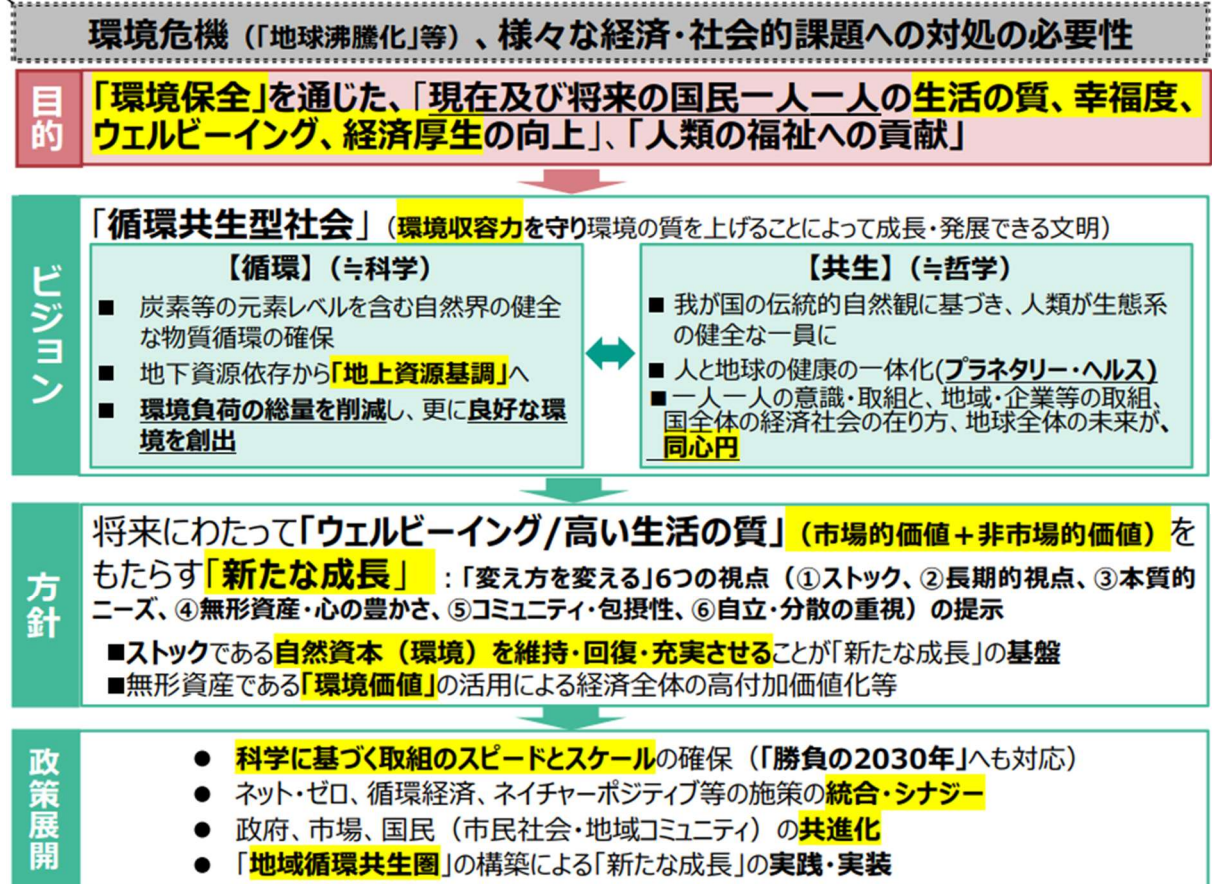 環境危機(「地球沸騰化」等)、様々な経済・社会的課題への対処の必要性
目的
「環境保全」を通じた、「現在及び将来の国民一人一人の生活の質、幸福度、
ウェルビーイング、経済厚生の向上」、「人類の福祉への貢献」
ビジョン
「循環共生型社会」(環境収容力を守り環境の質を上げることによって成長・発展できる文明)
【循環】(≒科学)
■ 炭素等の元素レベルを含む自然界の健全
な物質循環の確保
■ 地下資源依存から「地上資源基調」へ
■ 環境負荷の総量を削減し、更に良好な環
境を創出
【共生】(≒哲学)
■ 我が国の伝統的自然観に基づき、人類が生態系
の健全な一員に
■ 人と地球の健康の一体化(プラネタリー・ヘルス)
■一人一人の意識・取組と、地域・企業等の取組、
国全体の経済社会の在り方、地球全体の未来が、
同心円
方針
将来にわたって「ウェルビーイング/高い生活の質」(市場的価値+非市場的価値)を
もたらす「新たな成長」:「変え方を変える」6つの視点(①ストック、②長期的視点、③本質的
ニーズ、④無形資産・心の豊かさ、⑤コミュニティ・包摂性、⑥自立・分散の重視)の提示
■ストックである自然資本(環境)を維持・回復・充実させることが「新たな成長」の基盤
■無形資産である「環境価値」の活用による経済全体の高付加価値化等
政策展開
● 科学に基づく取組のスピードとスケールの確保(「勝負の2030年」へも対応)
● ネット・ゼロ、循環経済、ネイチャーポジティブ等の施策の統合・シナジー
● 政府、市場、国民(市民社会・地域コミュニティ)の共進化
● 「地域循環共生圏」の構築による「新たな成長」の実践・実装